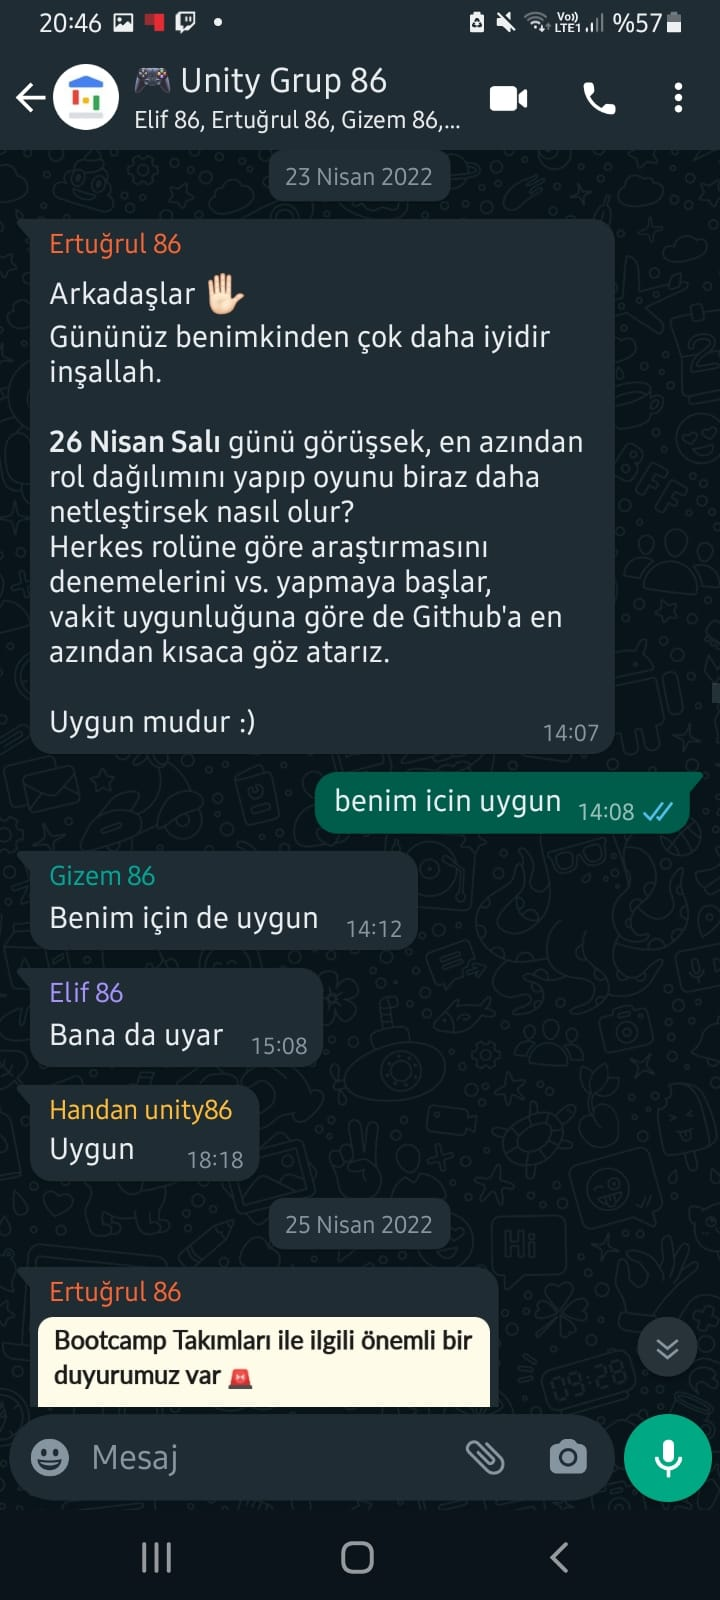 20:46
Vo)) LTE1 %57
🎮 Unity Grup 86
Elif 86, Ertuğrul 86, Gizem 86,...
23 Nisan 2022
Ertuğrul 86
Arkadaşlar 🖐🏻
Gününüz benimkinden çok daha iyidir
inşallah.
26 Nisan Salı günü görüşsek, en azından
rol dağılımını yapıp oyunu biraz daha
netleştirsek nasıl olur?
Herkes rolüne göre araştırmasını
denemelerini vs. yapmaya başlar,
vakit uygunluğuna göre de Github'a en
azından kısaca göz atarız.
Uygun mudur :)
14:07
benim icin uygun 14:08
Gizem 86
Benim için de uygun 14:12
Elif 86
Bana da uyar 15:08
Handan unity86
Uygun 18:18
25 Nisan 2022
Ertuğrul 86
Bootcamp Takımları ile ilgili önemli bir
duyurumuz var 🚨
Mesaj